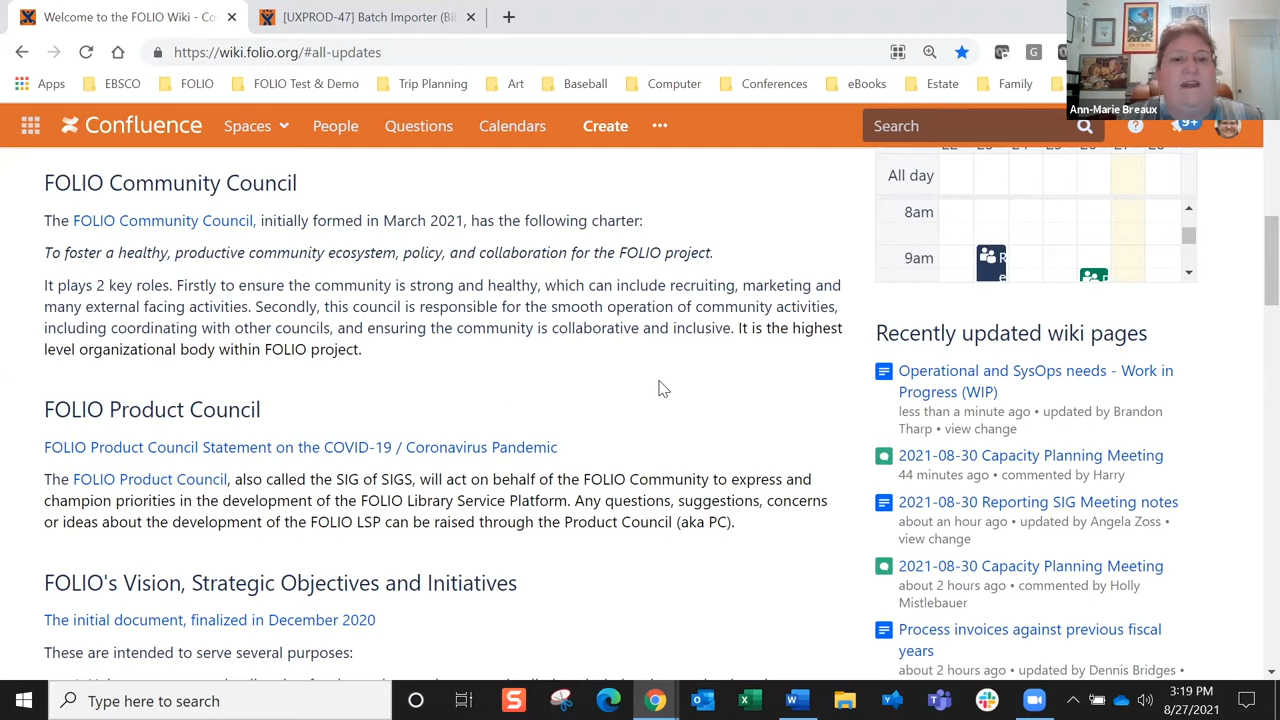 Welcome to the FOLIO Wiki - Co
[UXPROD-47] Batch Importer (Bi
https://wiki.folio.org/#all-updates
G
Apps EBSCO FOLIO FOLIO Test & Demo Trip Planning Art Baseball Computer Conferences eBooks Estate Family
Ann-Marie Breaux
Confluence Spaces People Questions Calendars Create ••• Search
9+
FOLIO Community Council
The FOLIO Community Council, initially formed in March 2021, has the following charter:
To foster a healthy, productive community ecosystem, policy, and collaboration for the FOLIO project.
It plays 2 key roles. Firstly to ensure the community is strong and healthy, which can include recruiting, marketing and
many external facing activities. Secondly, this council is responsible for the smooth operation of community activities,
including coordinating with other councils, and ensuring the community is collaborative and inclusive. It is the highest
level organizational body within FOLIO project.
FOLIO Product Council
FOLIO Product Council Statement on the COVID-19 / Coronavirus Pandemic
The FOLIO Product Council, also called the SIG of SIGS, will act on behalf of the FOLIO Community to express and
champion priorities in the development of the FOLIO Library Service Platform. Any questions, suggestions, concerns
or ideas about the development of the FOLIO LSP can be raised through the Product Council (aka PC).
FOLIO's Vision, Strategic Objectives and Initiatives
The initial document, finalized in December 2020
These are intended to serve several purposes:
All day
8am
9am
Recently updated wiki pages
Operational and SysOps needs - Work in
Progress (WIP)
less than a minute ago • updated by Brandon
Tharp • view change
2021-08-30 Capacity Planning Meeting
44 minutes ago • commented by Harry
2021-08-30 Reporting SIG Meeting notes
about an hour ago • updated by Angela Zoss •
view change
2021-08-30 Capacity Planning Meeting
about 2 hours ago • commented by Holly
Mistlebauer
Process invoices against previous fiscal
years
about 2 hours ago • updated by Dennis Bridges •
Type here to search
3:19 PM
8/27/2021